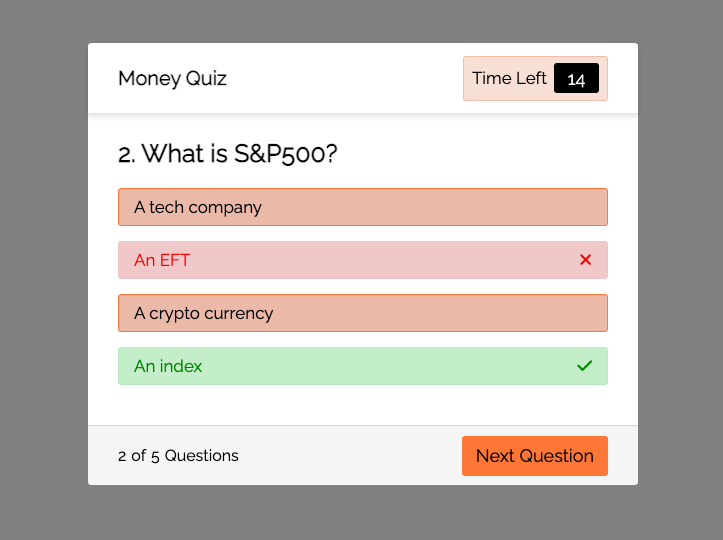 Money Quiz
Time Left 14
2. What is S&P500?
A tech company
An EFT
A crypto currency
An index
2 of 5 Questions
Next Question